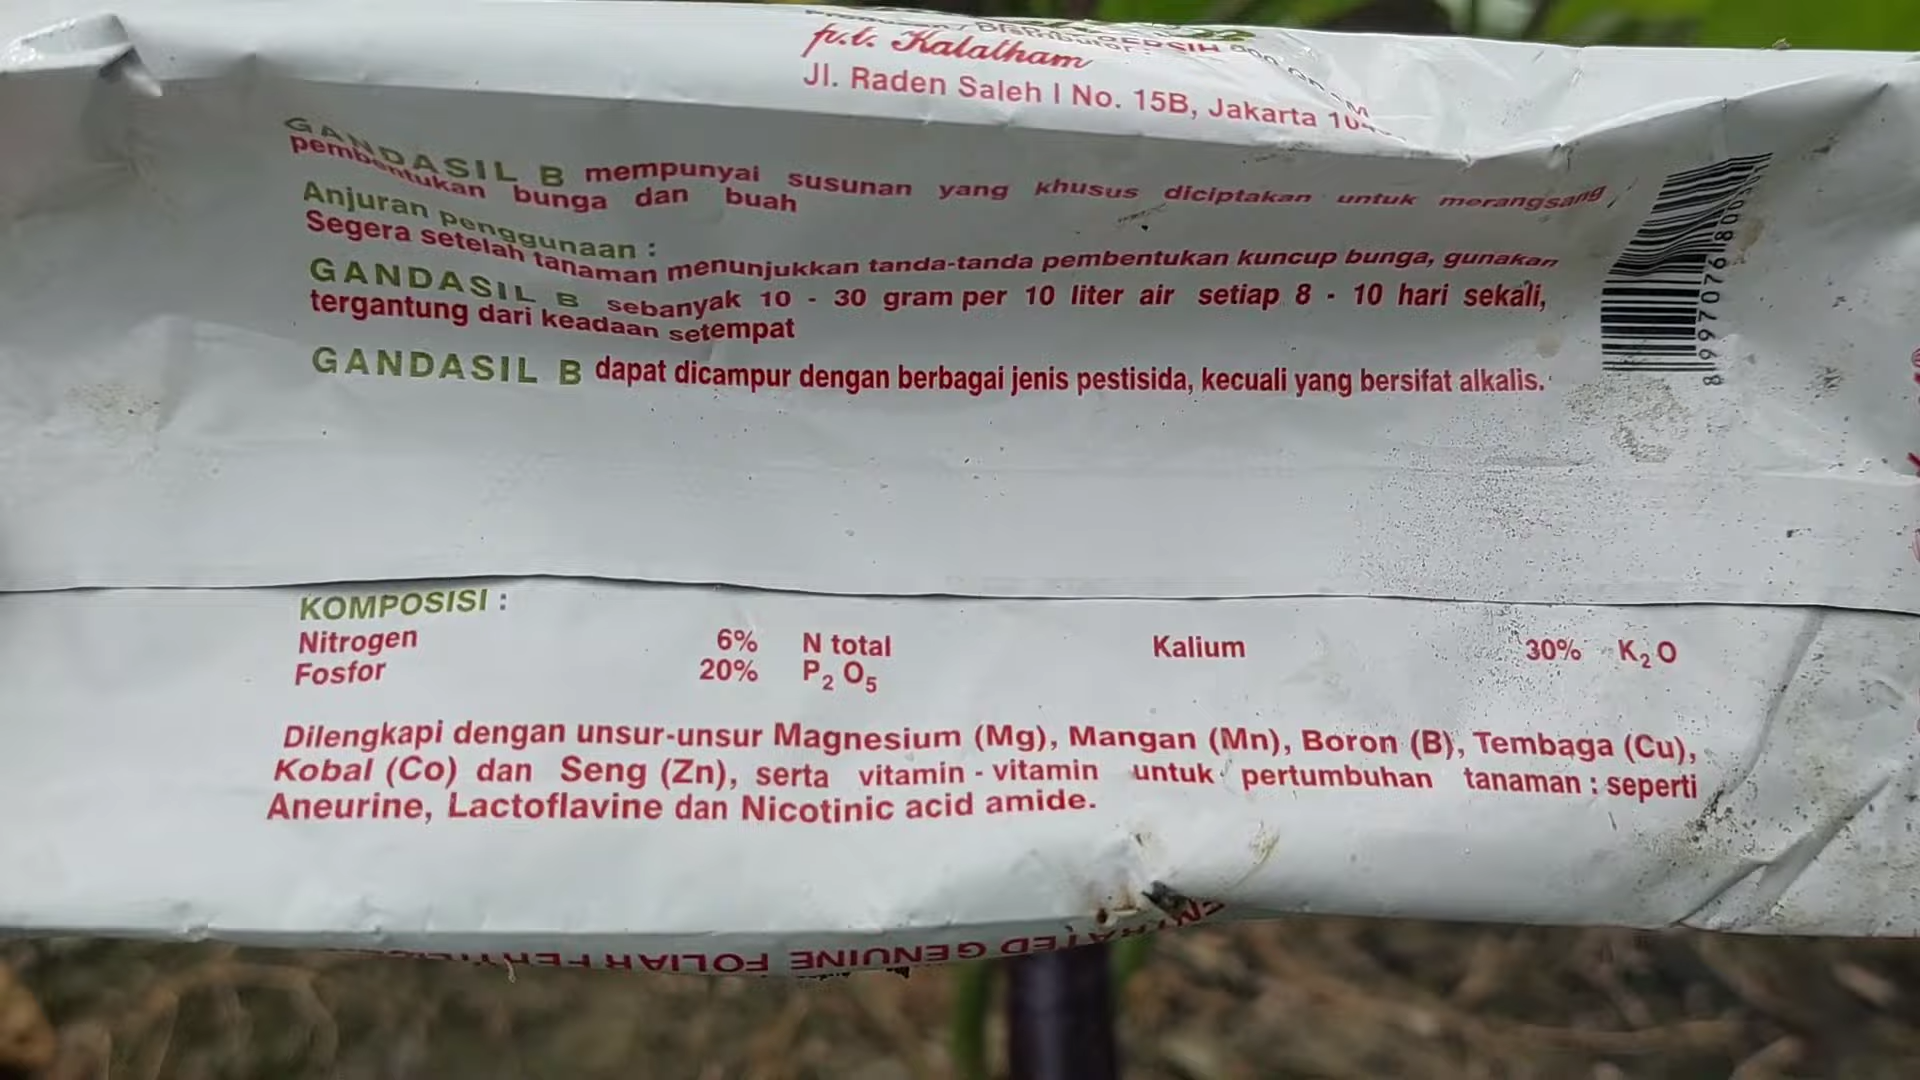 p.t. Kalatham
Jl. Raden Saleh I No. 15B, Jakarta
GANDASIL B mempunyai susunan yang khusus diciptakan untuk merangsang
pembentukan bunga dan buah
Anjuran penggunaan :
Segera setelah tanaman menunjukkan tanda-tanda pembentukan kuncup bunga, gunakan
GANDASIL B sebanyak 10 - 30 gram per 10 liter air setiap 8 - 10 hari sekali,
tergantung dari keadaan setempat
GANDASIL B dapat dicampur dengan berbagai jenis pestisida, kecuali yang bersifat alkalis.
KOMPOSISI :
Nitrogen 6% N total Kalium 30% K₂O
Fosfor 20% P₂O₅
Dilengkapi dengan unsur-unsur Magnesium (Mg), Mangan (Mn), Boron (B), Tembaga (Cu),
Kobal (Co) dan Seng (Zn), serta vitamin - vitamin untuk pertumbuhan tanaman : seperti
Aneurine, Lactoflavine dan Nicotinic acid amide.
GENUINE FOLIAR